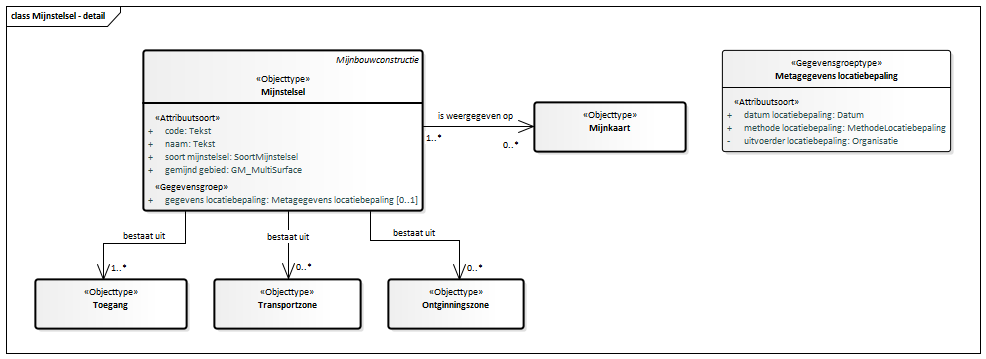 class Mijnstelsel - detail
Mijnbouwconstructie
«Objecttype»
Mijnstelsel
«Attribuutsoort»
+ code: Tekst
+ naam: Tekst
+ soort mijnstelsel: SoortMijnstelsel
+ gemijnd gebied: GM_MultiSurface
«Gegevensgroep»
+ gegevens locatiebepaling: Metagegevens locatiebepaling [0..1]
is weergegeven op
1..*
0..*
«Objecttype»
Mijnkaart
«Gegevensgroeptype»
Metagegevens locatiebepaling
«Attribuutsoort»
+ datum locatiebepaling: Datum
+ methode locatiebepaling: MethodeLocatiebepaling
- uitvoerder locatiebepaling: Organisatie
bestaat uit
1..*
bestaat uit
0..*
bestaat uit
0..*
«Objecttype»
Toegang
«Objecttype»
Transportzone
«Objecttype»
Ontginningszone